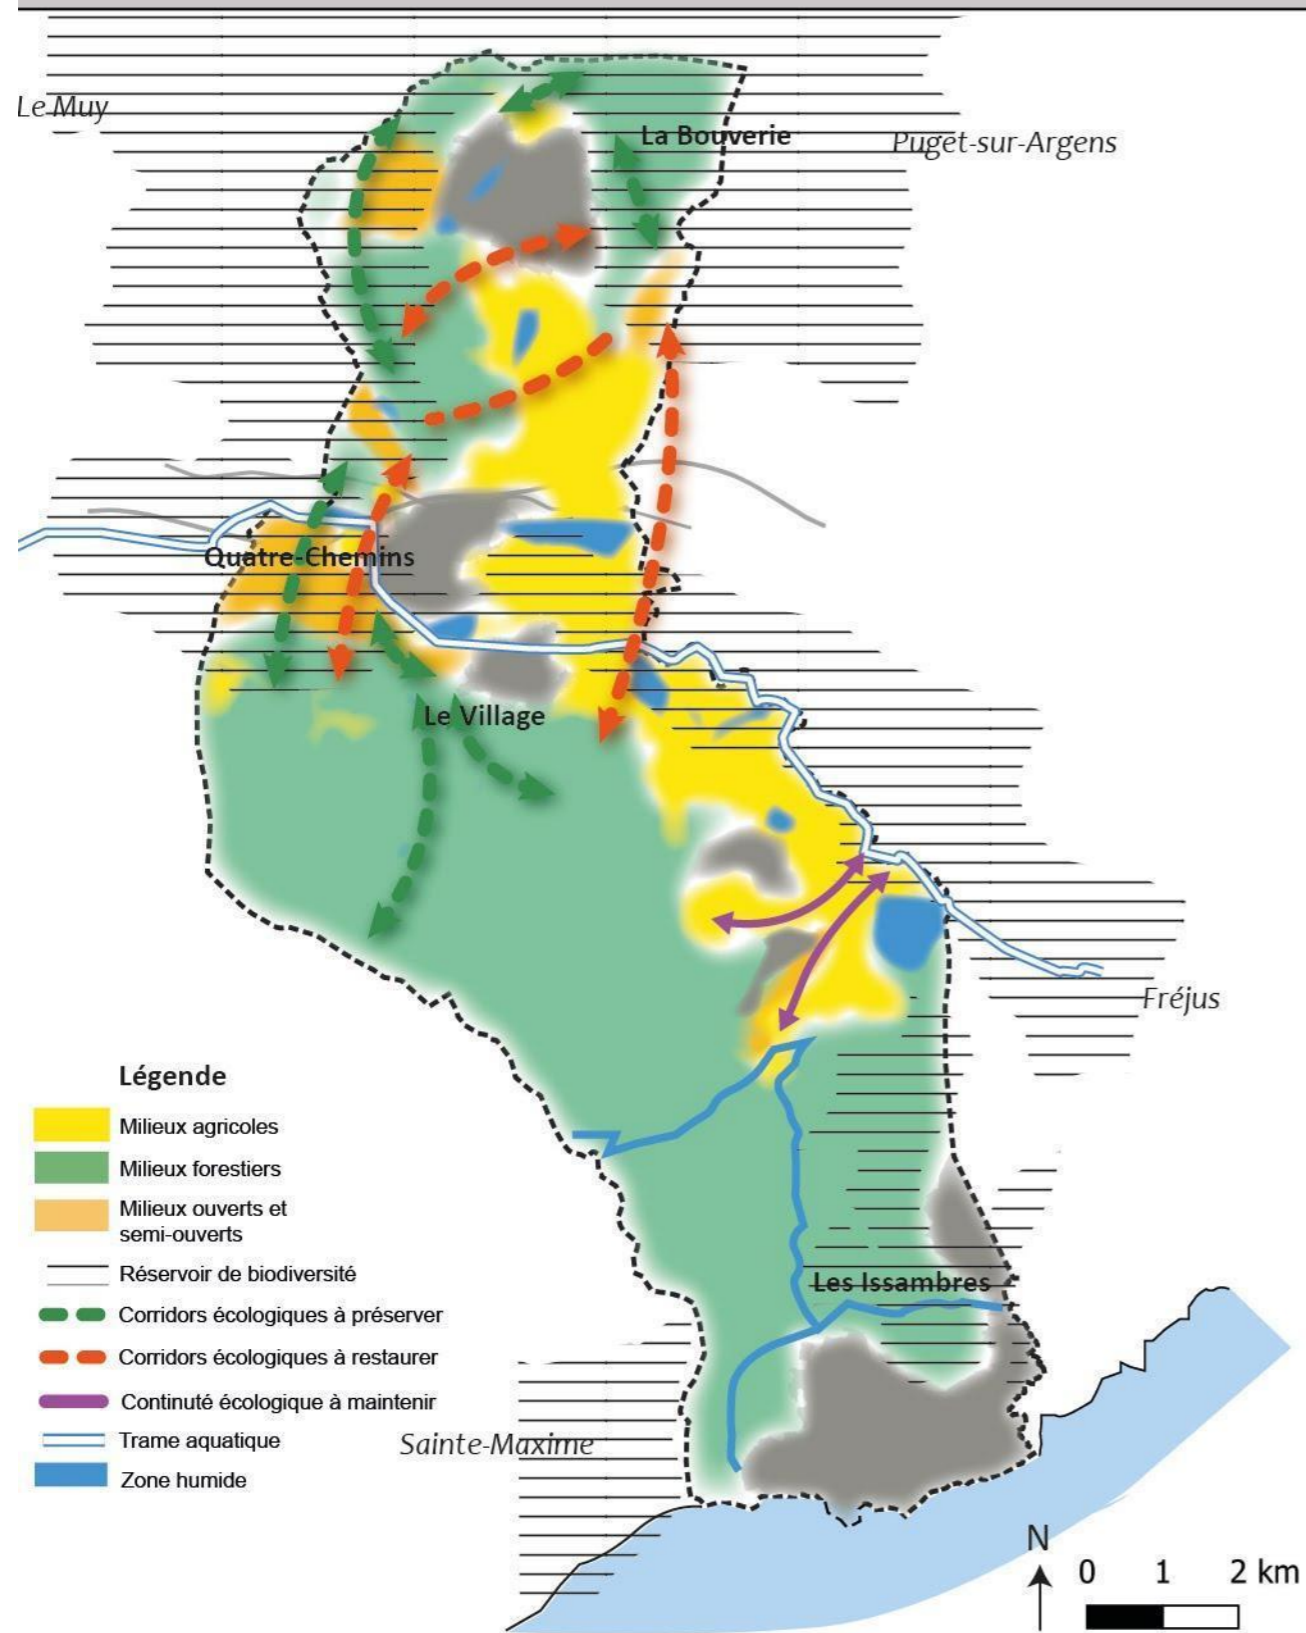 Le Muy
La Bouverie
Puget-sur-Argens
Quatre-Chemins
Le Village
Fréjus
Légende
Milieux agricoles
Milieux forestiers
Milieux ouverts et
semi-ouverts
Réservoir de biodiversité
Corridors écologiques à préserver
Corridors écologiques à restaurer
Continuté écologique à maintenir
Trame aquatique
Zone humide
Les Issambres
Sainte-Maxime
N
0 1 2 km